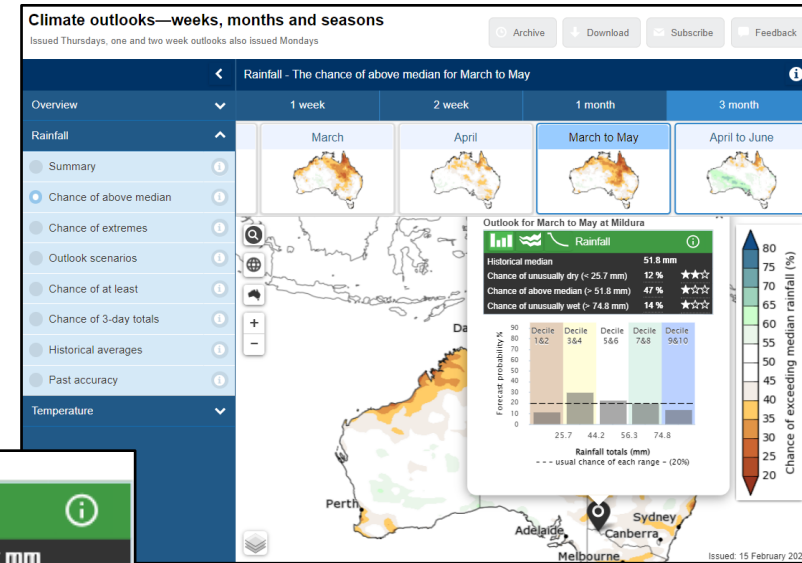 Climate outlooks—weeks, months and seasons
Issued Thursdays, one and two week outlooks also issued Mondays
Archive
Download
Subscribe
Feedback
Rainfall - The chance of above median for March to May
Overview
1 week
2 week
1 month
3 month
Rainfall
March
April
March to May
April to June
Summary
Chance of above median
Chance of extremes
Outlook scenarios
Chance of at least
Chance of 3-day totals
Historical averages
Past accuracy
Temperature
Outlook for March to May at Mildura
Rainfall
Historical median 51.8 mm
Chance of unusually dry (< 25.7 mm) 12 % ★★☆
Chance of above median (> 51.8 mm) 47 % ★☆☆
Chance of unusually wet (> 74.8 mm) 14 % ★☆☆
Decile 1&2
Decile 3&4
Decile 5&6
Decile 7&8
Decile 9&10
Forecast probability %
90
80
70
60
50
40
30
20
10
0
25.7 44.2 56.3 74.8
Rainfall totals (mm)
--- usual chance of each range - (20%)
80
75
70
65
60
55
50
45
40
35
30
25
20
Chance of exceeding median rainfall (%)
+
−
Da
Perth
Adelaide
Sydney
Canberra
Melbourne
Issued: 15 February 202
mm